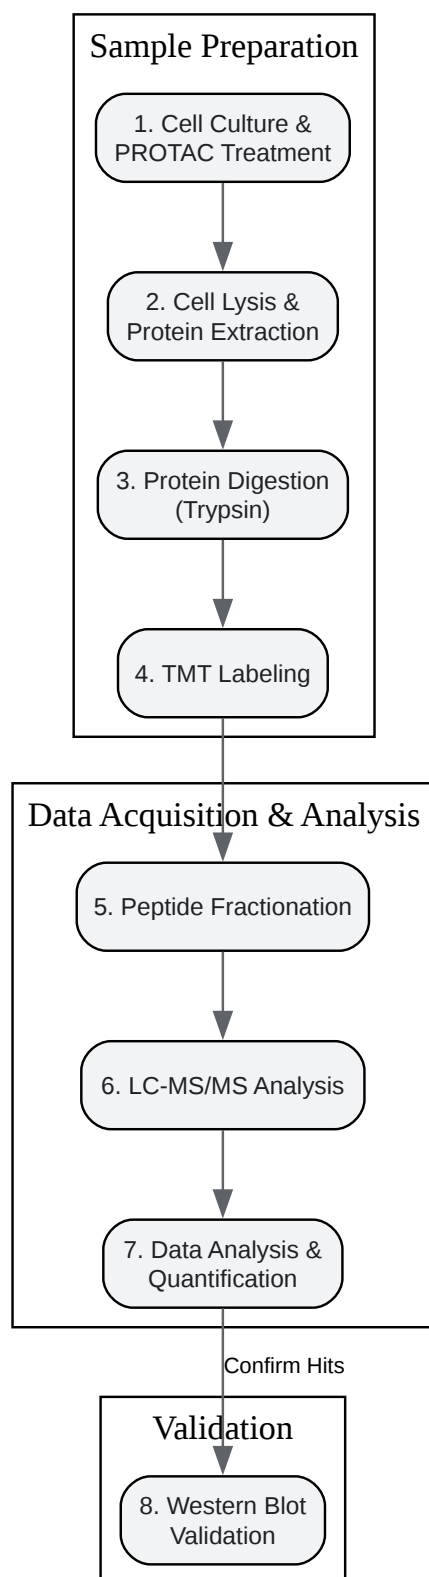 Sample Preparation
1. Cell Culture &
PROTAC Treatment
2. Cell Lysis &
Protein Extraction
3. Protein Digestion
(Trypsin)
4. TMT Labeling
Data Acquisition & Analysis
5. Peptide Fractionation
6. LC-MS/MS Analysis
7. Data Analysis &
Quantification
Confirm Hits
Validation
8. Western Blot
Validation